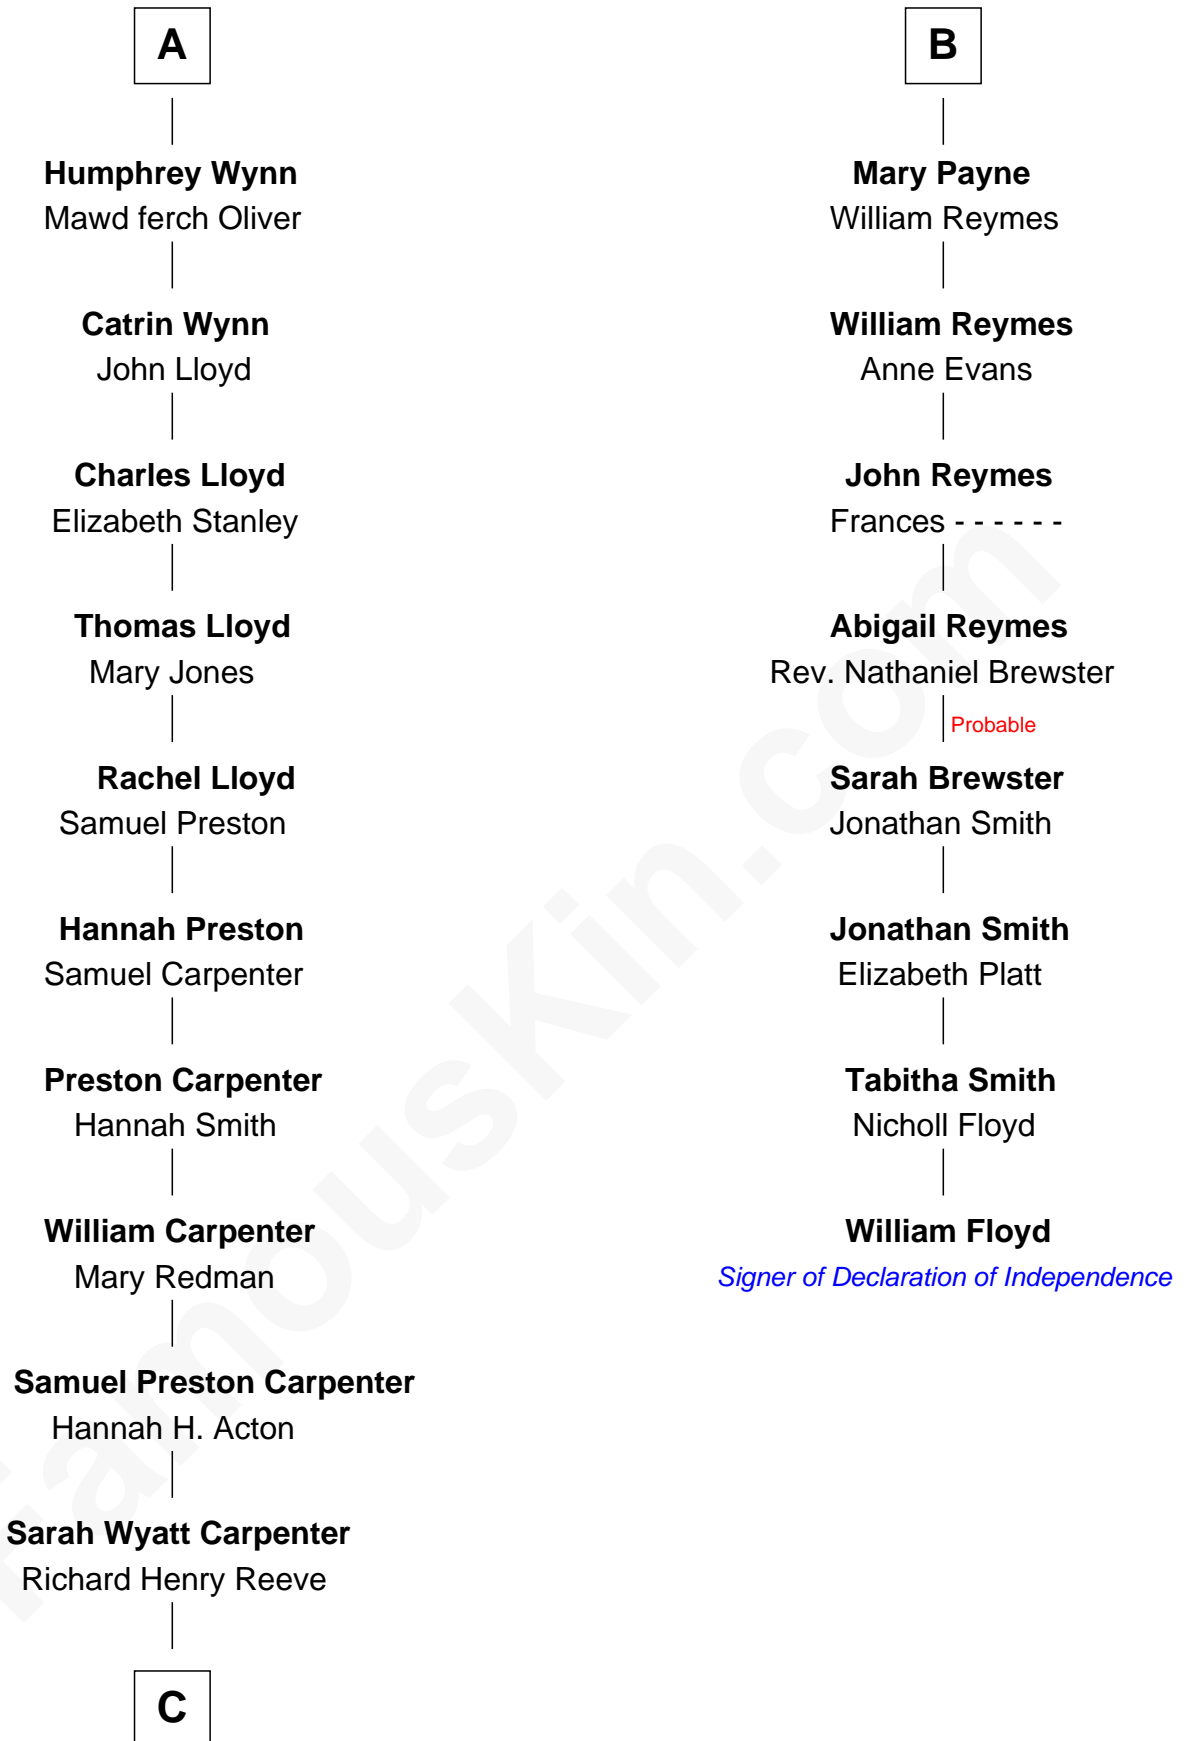 A
Humphrey Wynn
Mawd ferch Oliver
Catrin Wynn
John Lloyd
Charles Lloyd
Elizabeth Stanley
Thomas Lloyd
Mary Jones
Rachel Lloyd
Samuel Preston
Hannah Preston
Samuel Carpenter
Preston Carpenter
Hannah Smith
William Carpenter
Mary Redman
Samuel Preston Carpenter
Hannah H. Acton
Sarah Wyatt Carpenter
Richard Henry Reeve
C
B
Mary Payne
William Reymes
William Reymes
Anne Evans
John Reymes
Frances - - - - - -
Abigail Reymes
Rev. Nathaniel Brewster
Probable
Sarah Brewster
Jonathan Smith
Jonathan Smith
Elizabeth Platt
Tabitha Smith
Nicholl Floyd
William Floyd
Signer of Declaration of Independence
FamousKin.com